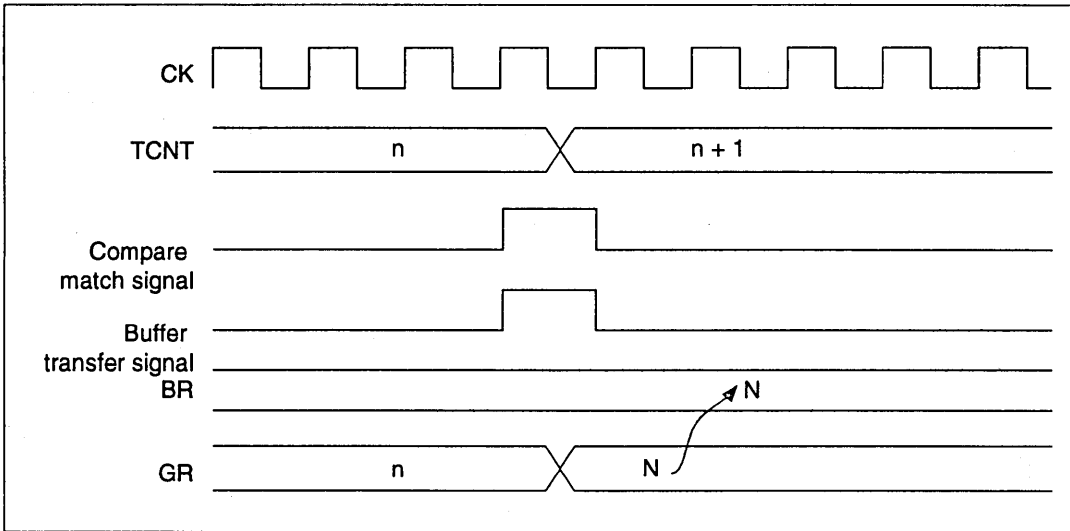 CK
TCNT n n + 1
Compare
match signal
Buffer
transfer signal
BR N
GR n N